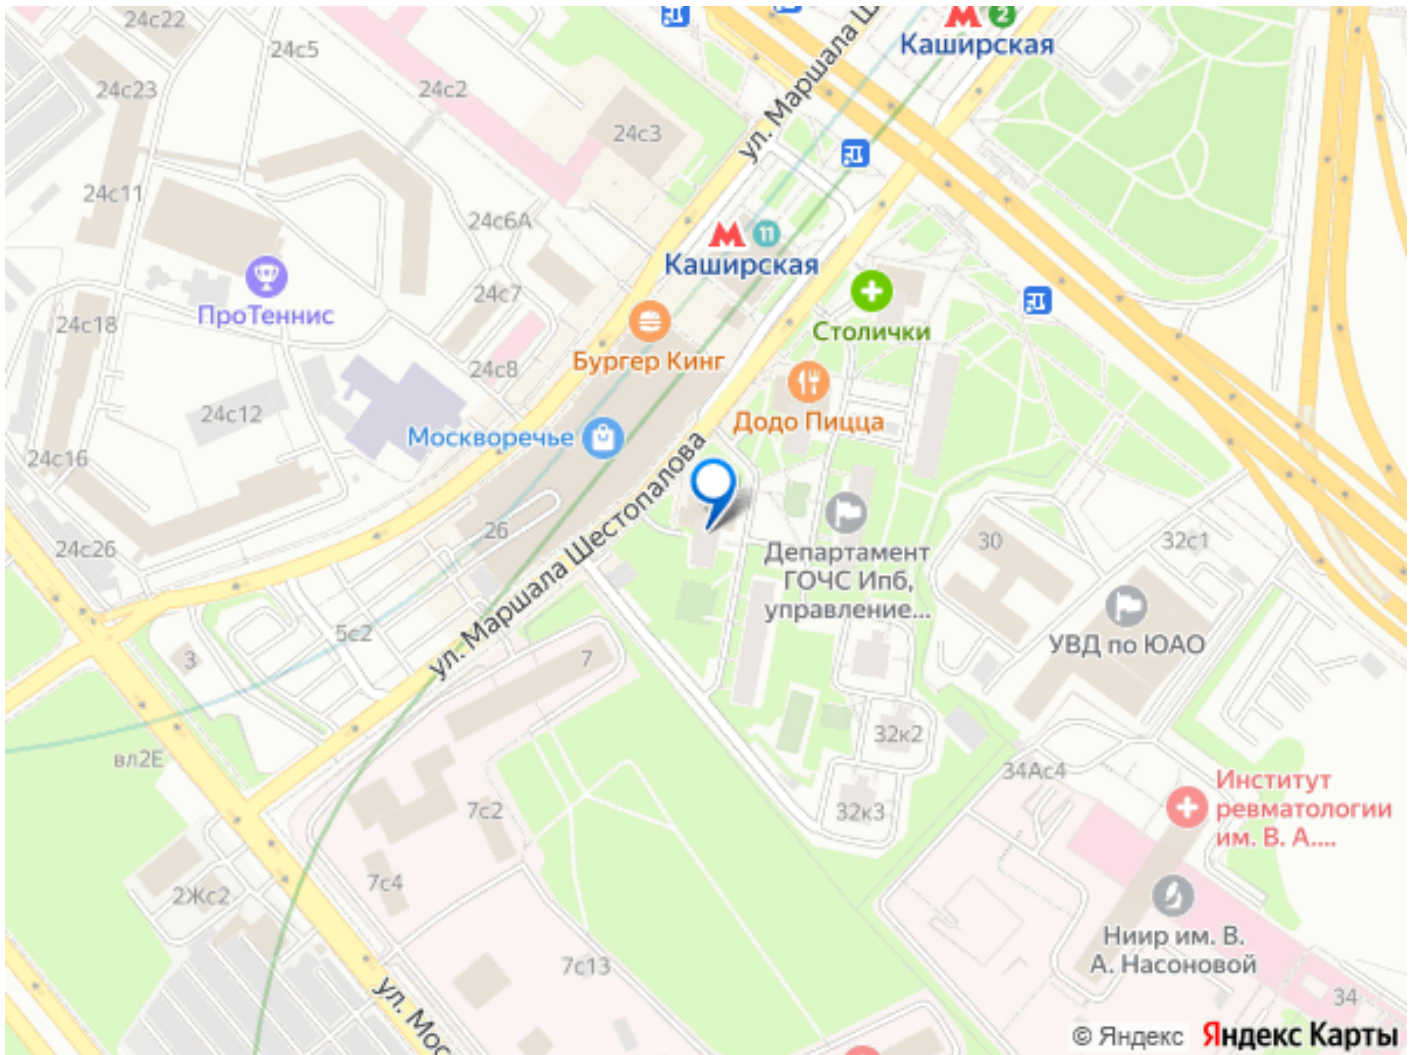 24с22
24с5
24с23
24с2
ул. Маршала Ш
2
Каширская
24с3
24с11
24с6А
11
Каширская
24с7
ПроТеннис
24с18
Столички
Бургер Кинг
24с8
24с12
Додо Пицца
Москворечье
24с16
ул. Маршала Шестопалова
26
24с26
30
32с1
Департамент
ГОЧС Ипб,
управление...
УВД по ЮАО
5с2
3
7
32к2
вл2Е
34Ас4
7с2
32к3
Институт
ревматологии
им. В. А....
7с4
2Жс2
Ниир им. В.
А. Насоновой
7с13
34
ул. Мос
© Яндекс Яндекс Карты